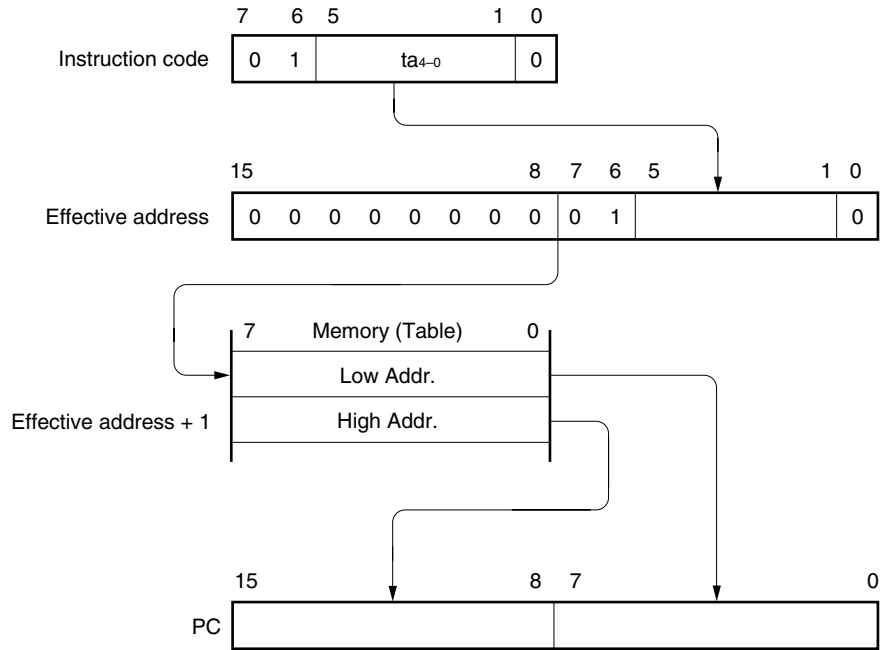 7 6 5 1 0
Instruction code 0 1 ta4–0 0
15 8 7 6 5 1 0
Effective address 0 0 0 0 0 0 0 0 0 1 0
7 Memory (Table) 0
Low Addr.
Effective address + 1 High Addr.
15 8 7 0
PC